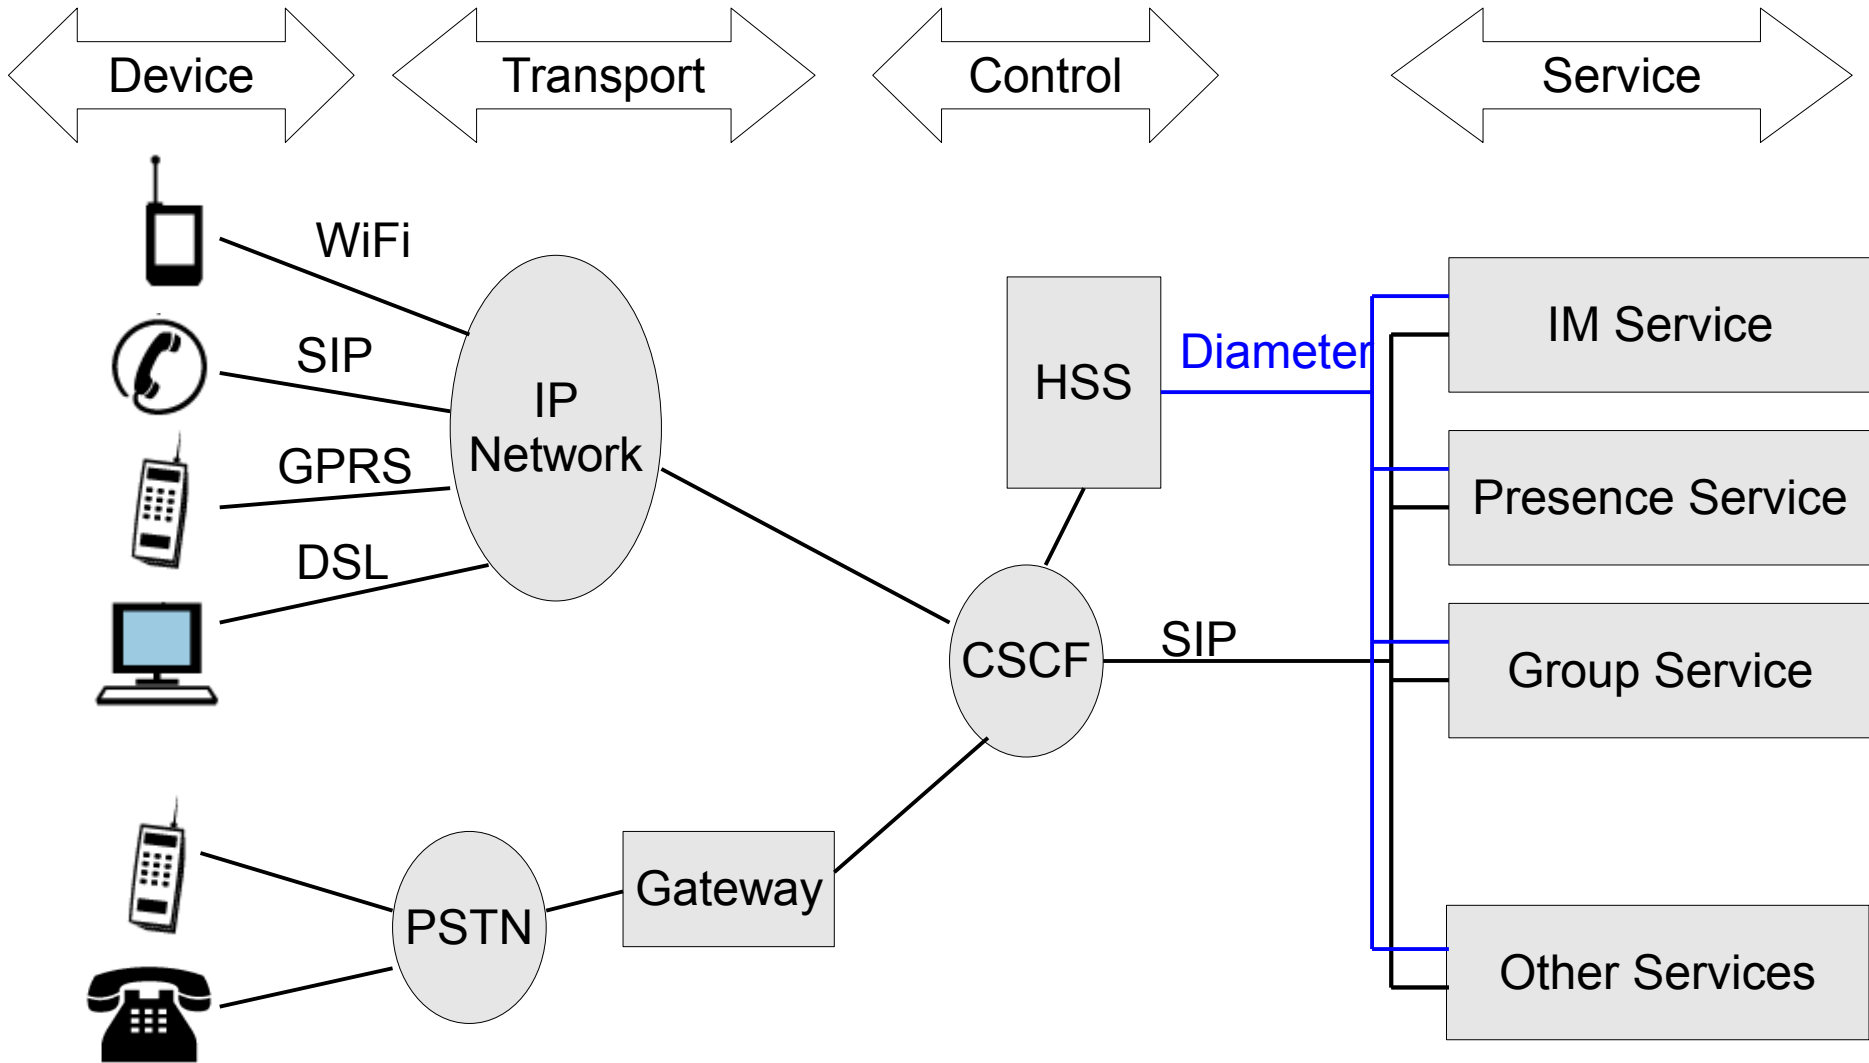 Device
Transport
Control
Service
WiFi
SIP
GPRS
DSL
IP
Network
HSS
Diameter
IM Service
Presence Service
CSCF
SIP
Group Service
PSTN
Gateway
Other Services